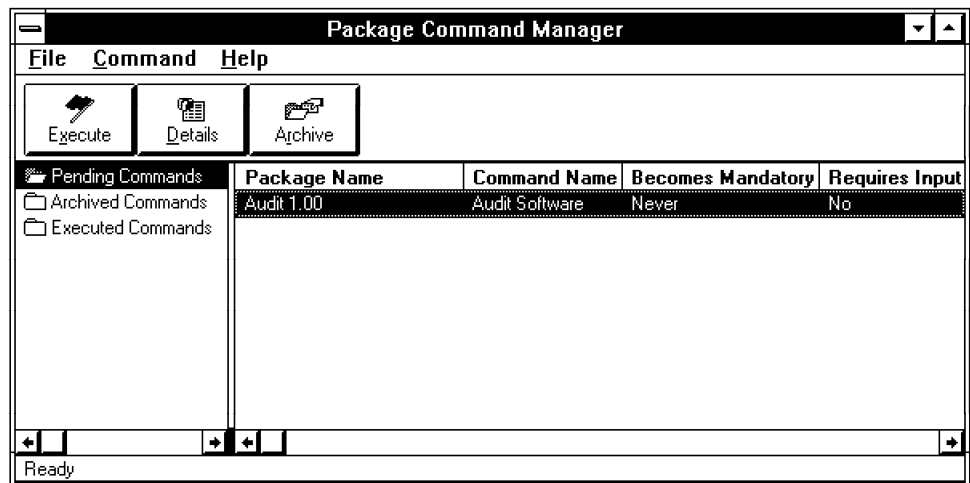 Package Command Manager
File Command Help
Execute Details Archive
Pending Commands
Archived Commands
Executed Commands
Package Name Command Name Becomes Mandatory Requires Input
Audit 1.00 Audit Software Never No
Ready